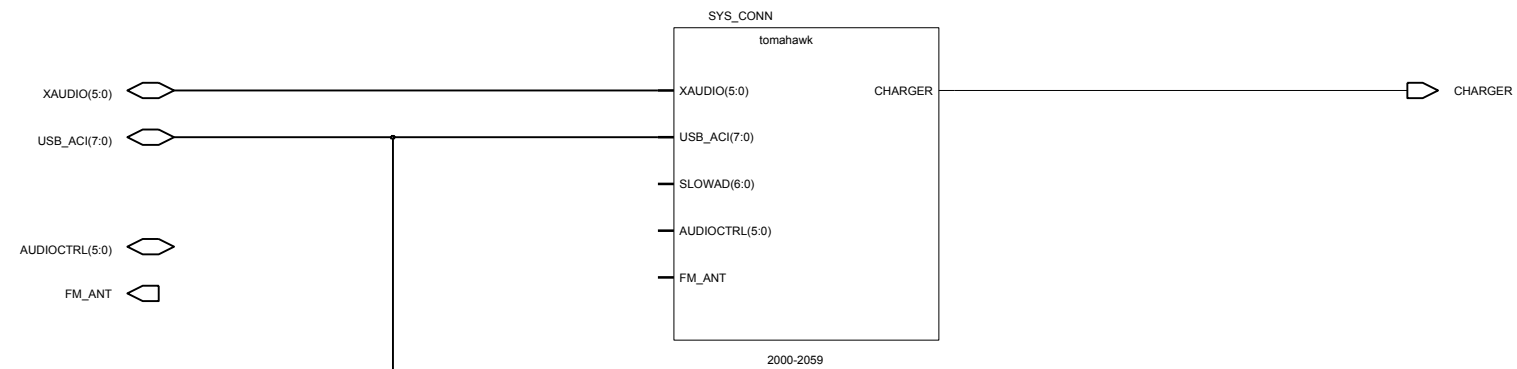 SYS_CONN
tomahawk
XAUDIO(5:0)
XAUDIO(5:0)
CHARGER
CHARGER
USB_ACI(7:0)
USB_ACI(7:0)
SLOWAD(6:0)
AUDIOCTRL(5:0)
AUDIOCTRL(5:0)
FM_ANT
FM_ANT
2000-2059